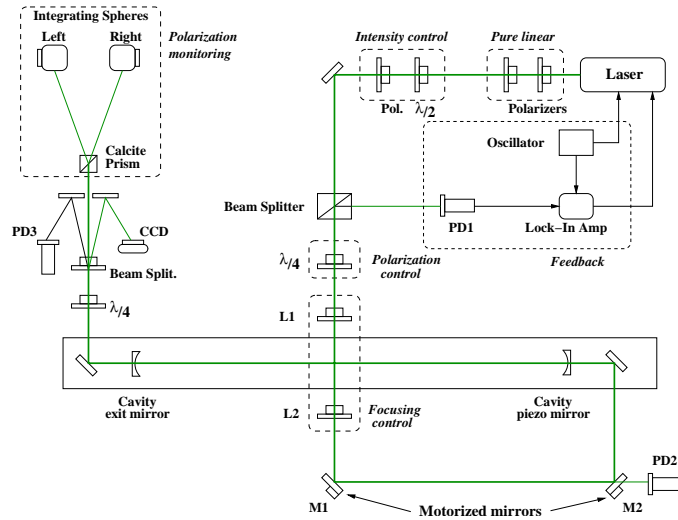 Integrating Spheres
Left
Right
Polarization
monitoring
Calcite
Prism
PD3
CCD
Beam Split.
λ/4
Intensity control
Pol.
λ/2
Pure linear
Polarizers
Laser
Oscillator
Beam Splitter
PD1
Lock−In Amp
Feedback
λ/4
Polarization
control
L1
Cavity
exit mirror
L2
Focusing
control
Cavity
piezo mirror
PD2
M1
Motorized mirrors
M2